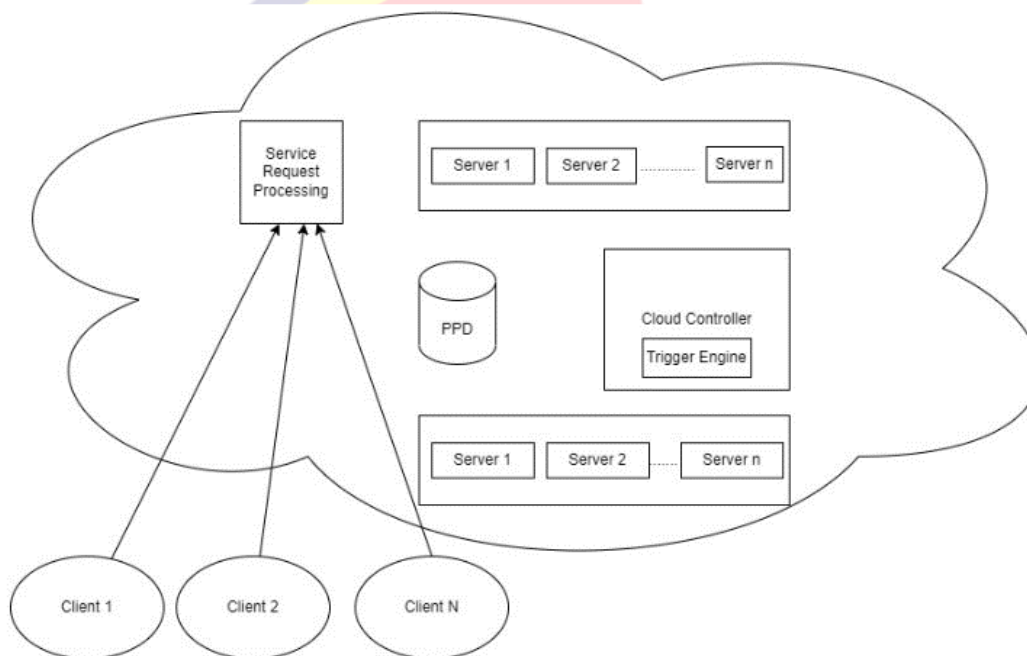 Service
Request
Processing
Server 1
Server 2
..............
Server n
PPD
Cloud Controller
Trigger Engine
Server 1
Server 2
.......
Server n
Client 1
Client 2
Client N